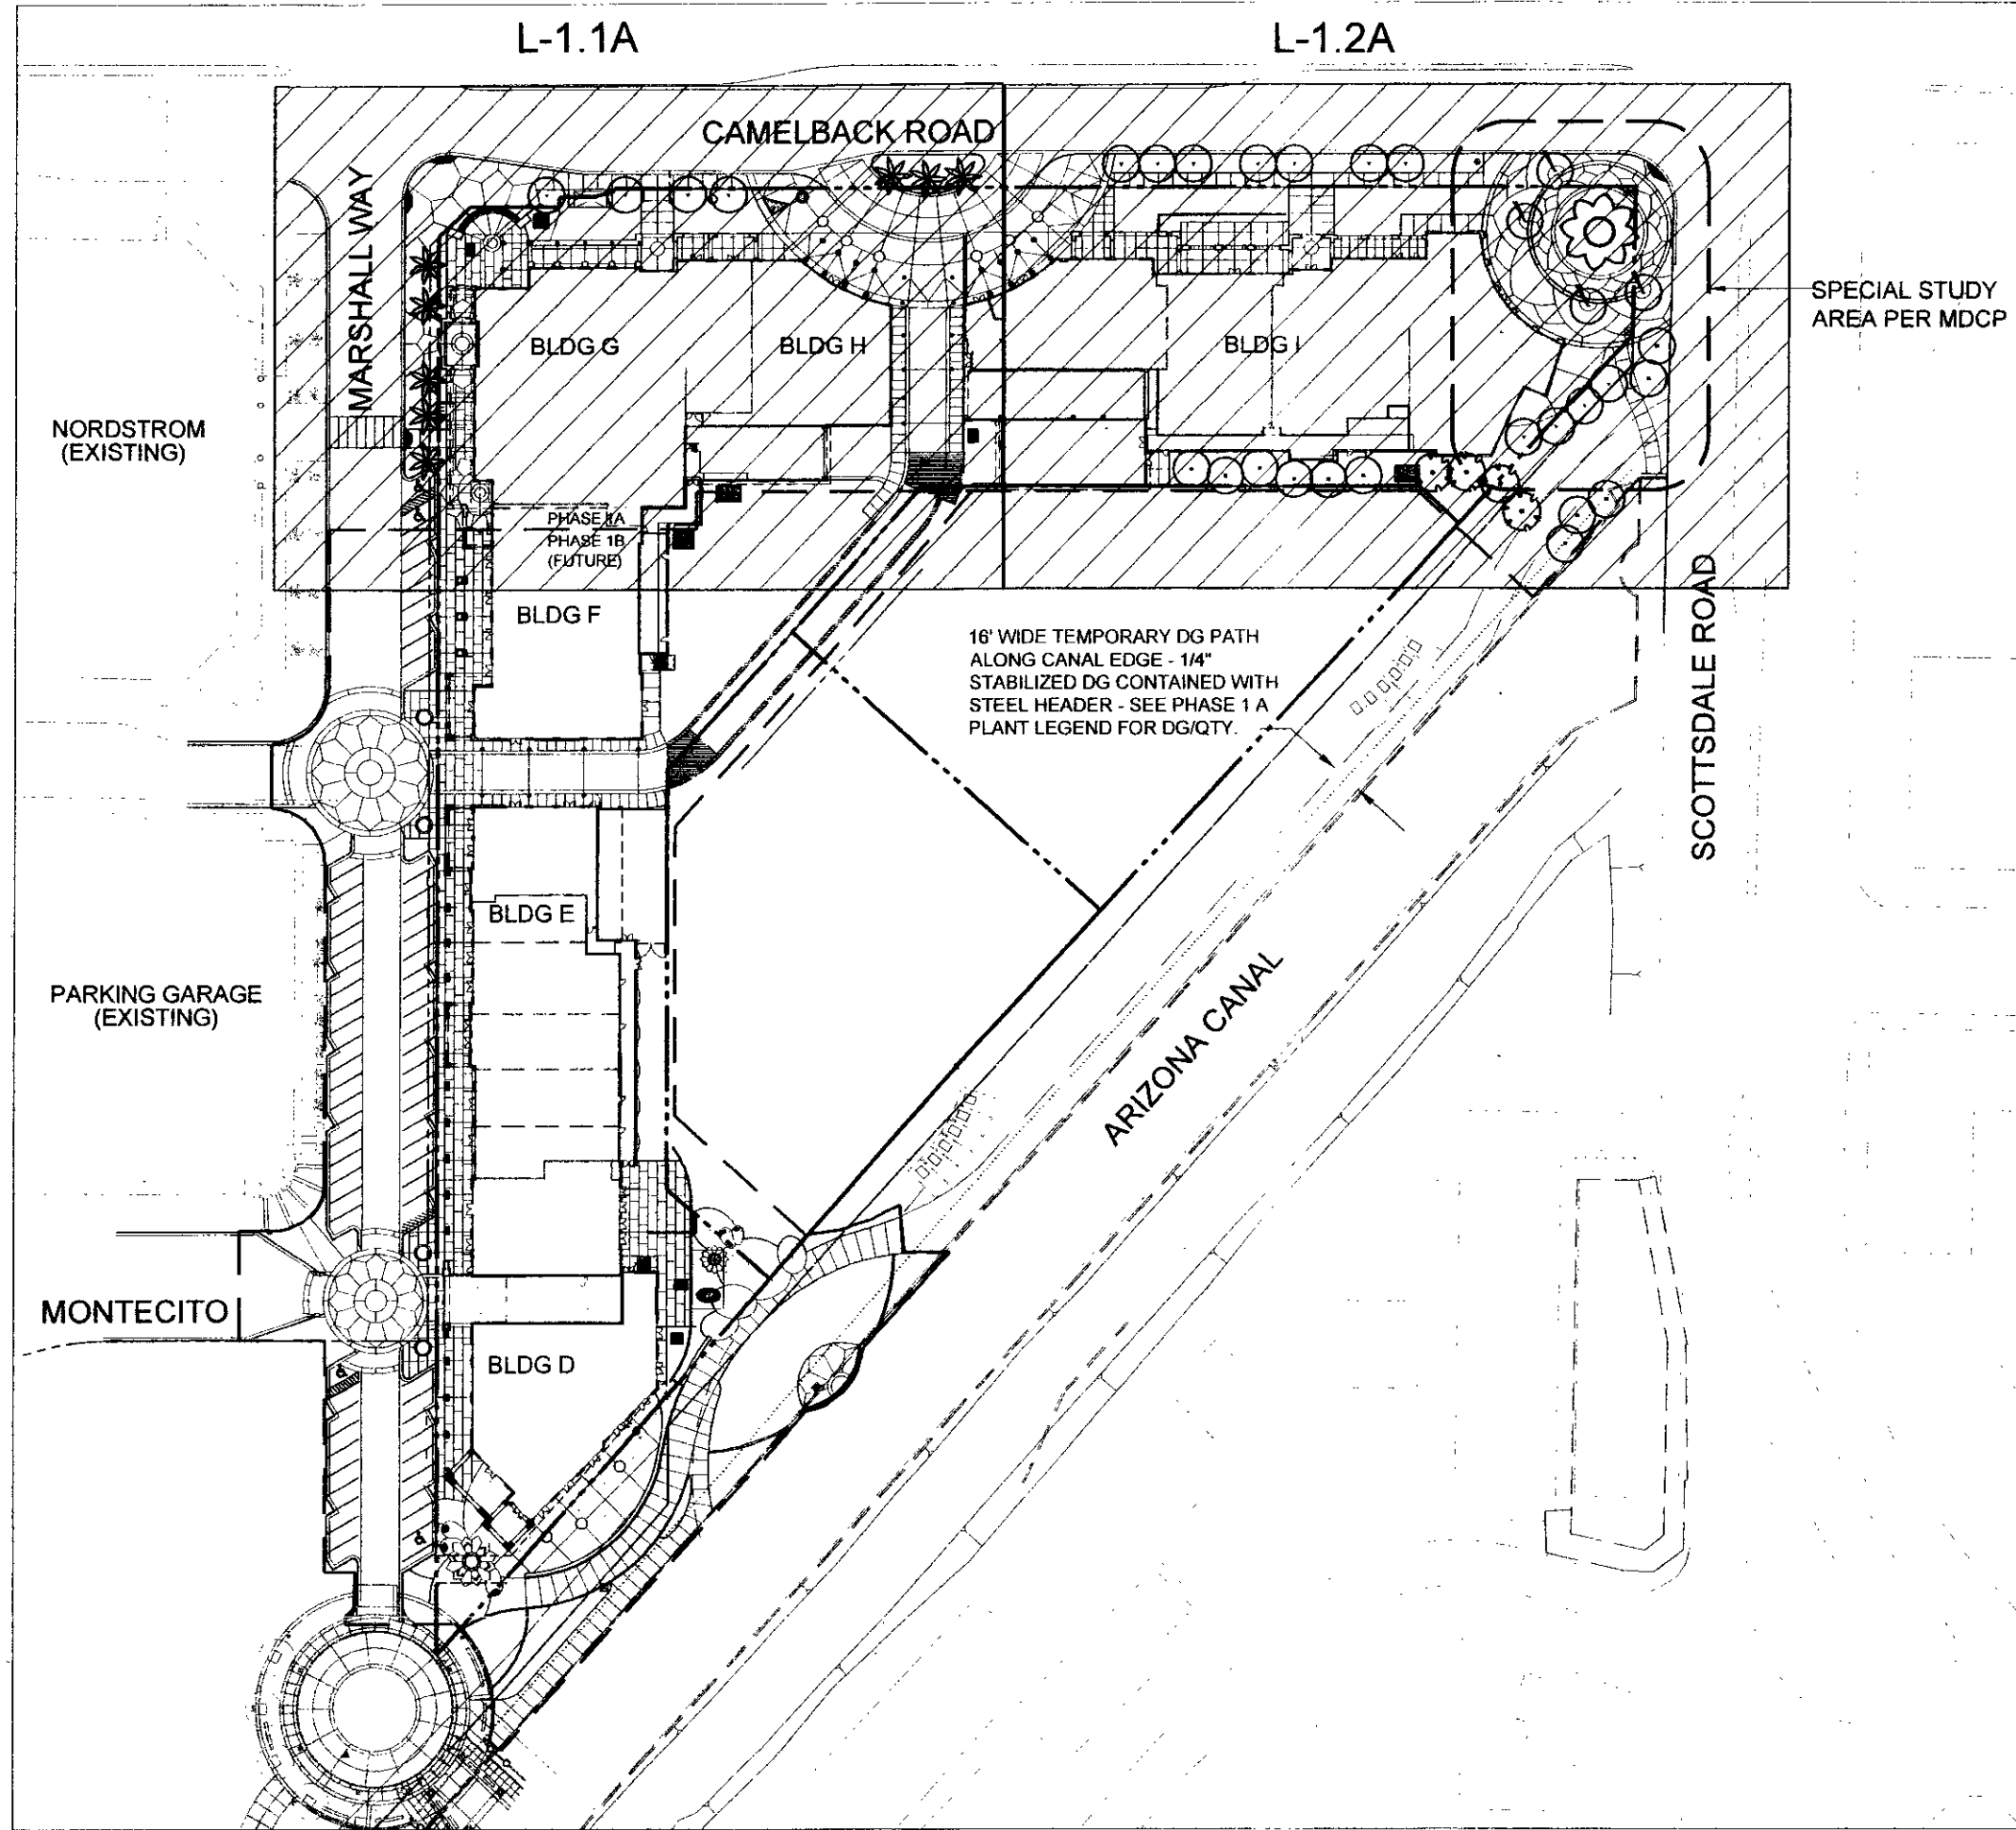 L-1.1A
L-1.2A
CAMELBACK ROAD
MARSHALL WAY
SPECIAL STUDY
AREA PER MDCP
BLDG G
BLDG H
BLDG I
NORDSTROM
(EXISTING)
PHASE 1A
PHASE 1B
(FUTURE)
BLDG F
SCOTTSDALE ROAD
16' WIDE TEMPORARY DG PATH
ALONG CANAL EDGE - 1/4"
STABILIZED DG CONTAINED WITH
STEEL HEADER - SEE PHASE 1 A
PLANT LEGEND FOR DG/QTY.
BLDG E
PARKING GARAGE
(EXISTING)
ARIZONA CANAL
MONTECITO
BLDG D